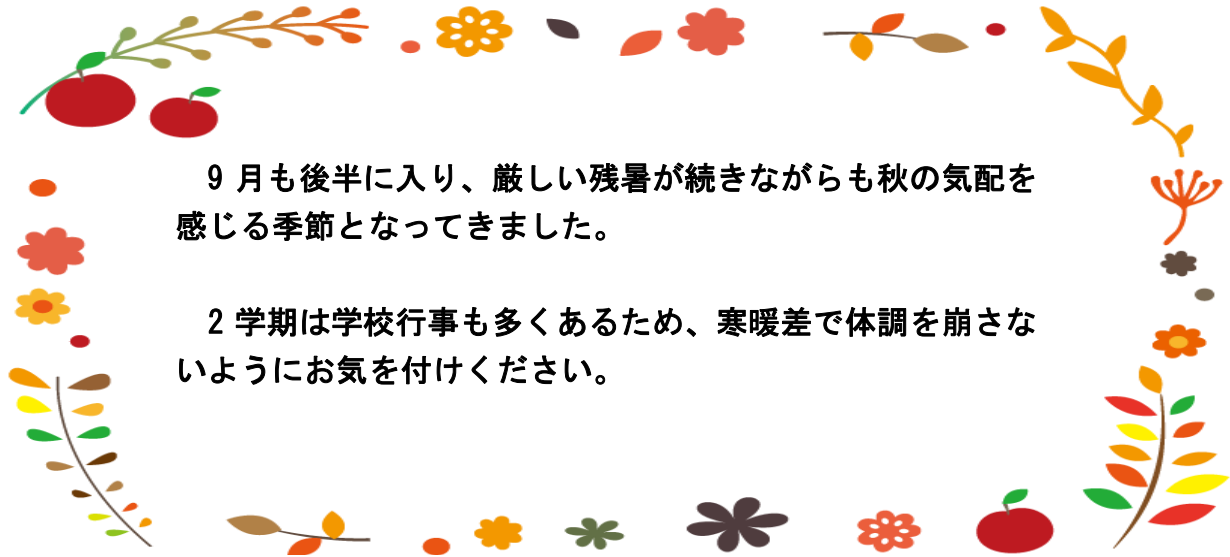 ９月も後半に入り、厳しい残暑が続きながらも秋の気配を
感じる季節となってきました。
２学期は学校行事も多くあるため、寒暖差で体調を崩さな
いようにお気を付けください。